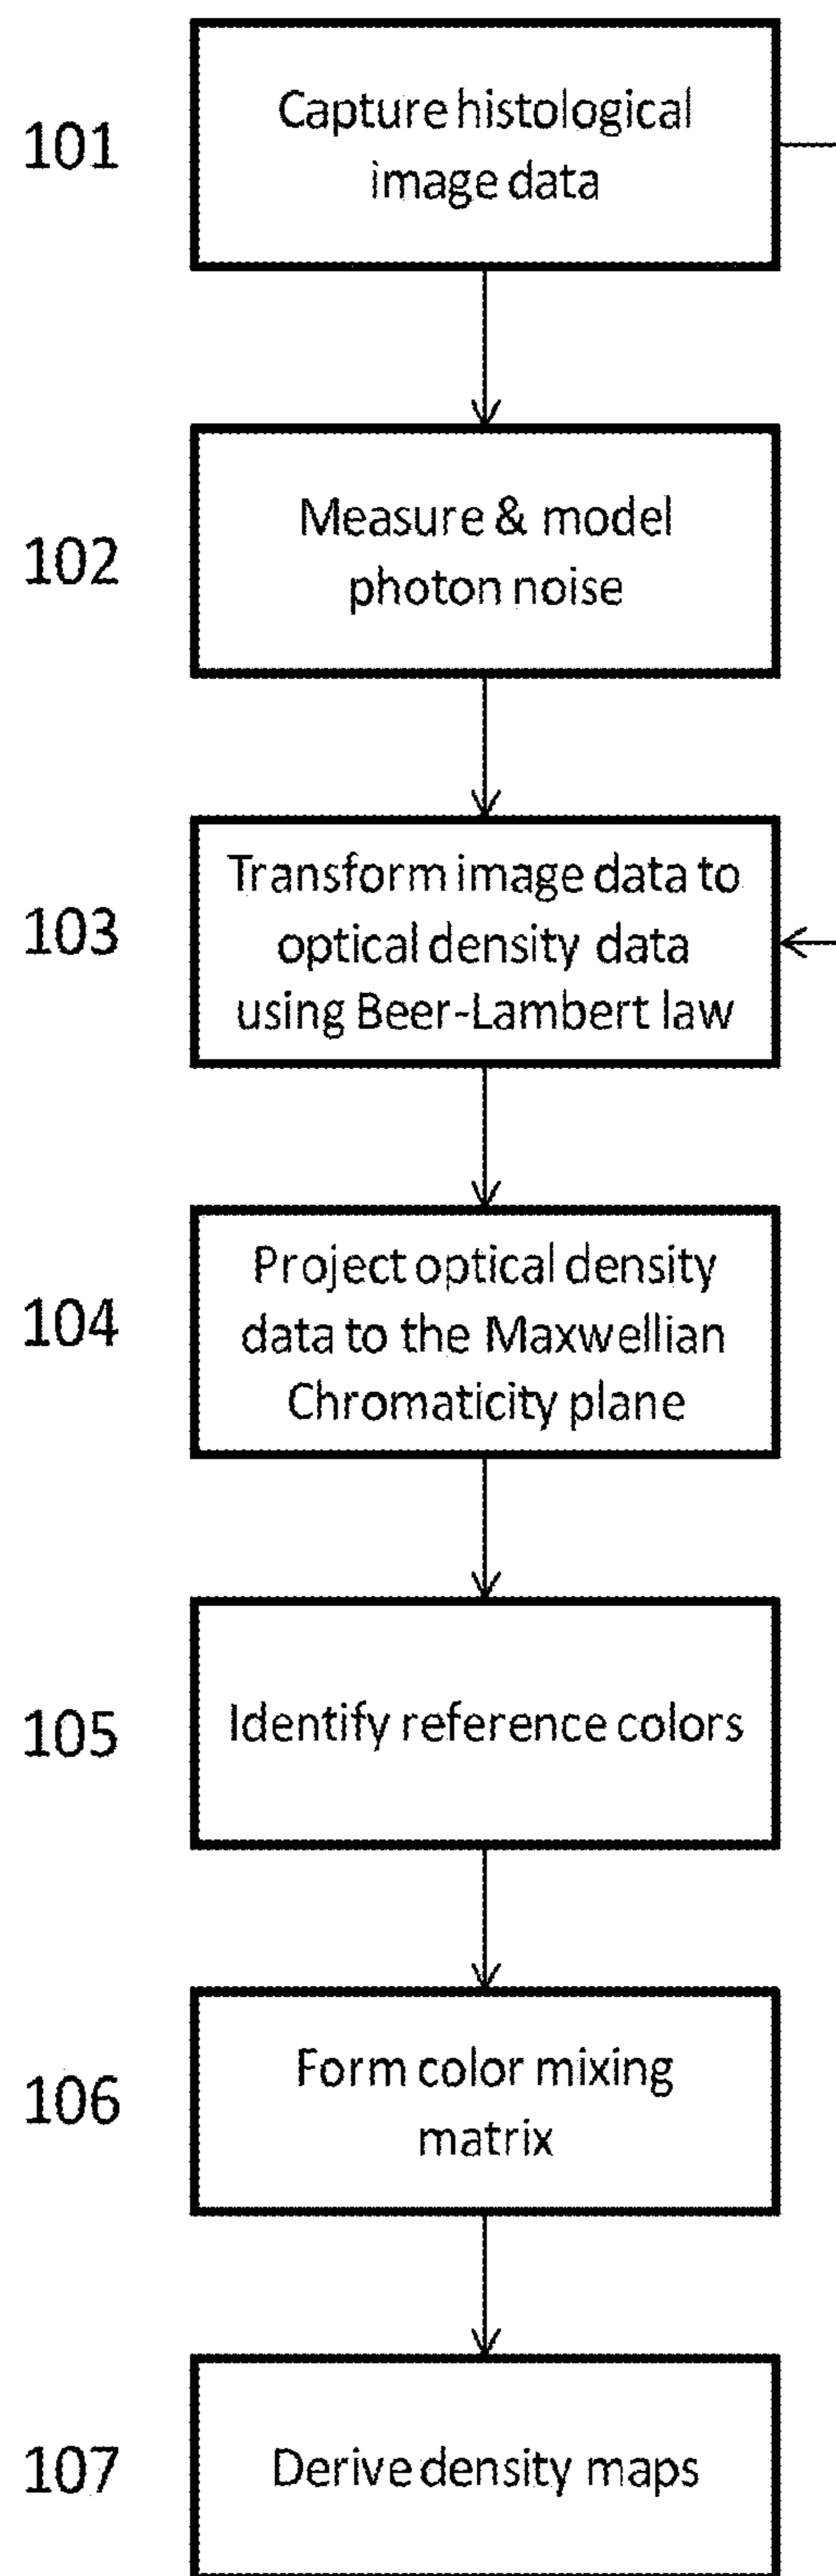 101
Capture histological
image data
102
Measure & model
photon noise
103
Transform image data to
optical density data
using Beer-Lambert law
104
Project optical density
data to the Maxwellian
Chromaticity plane
105
Identify reference colors
106
Form color mixing
matrix
107
Derive density maps